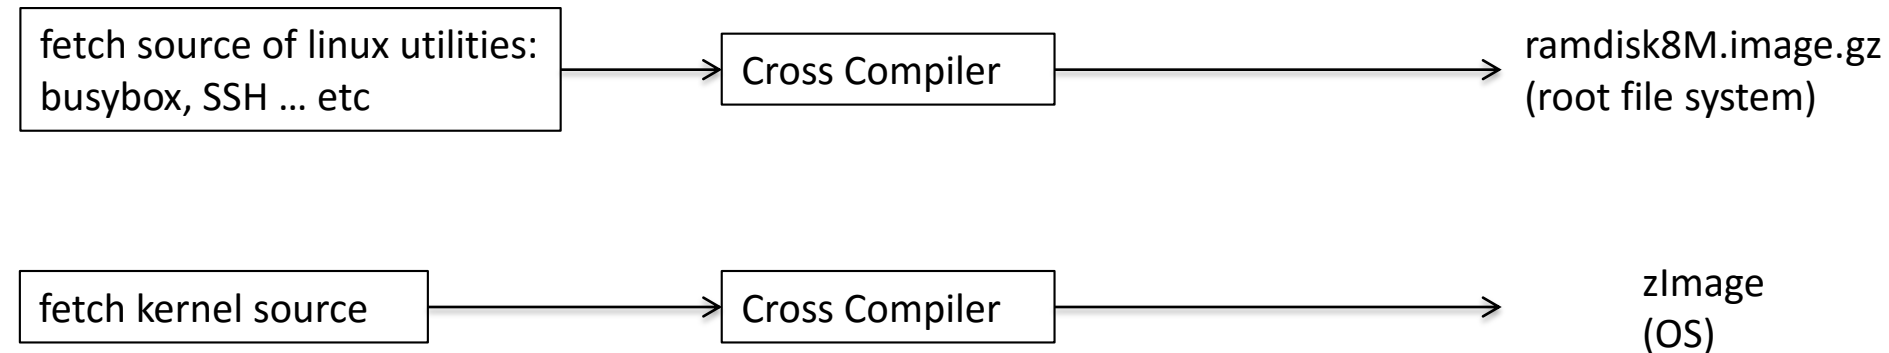 fetch source of linux utilities:
busybox, SSH ... etc
Cross Compiler
ramdisk8M.image.gz
(root file system)
fetch kernel source
Cross Compiler
zImage
(OS)